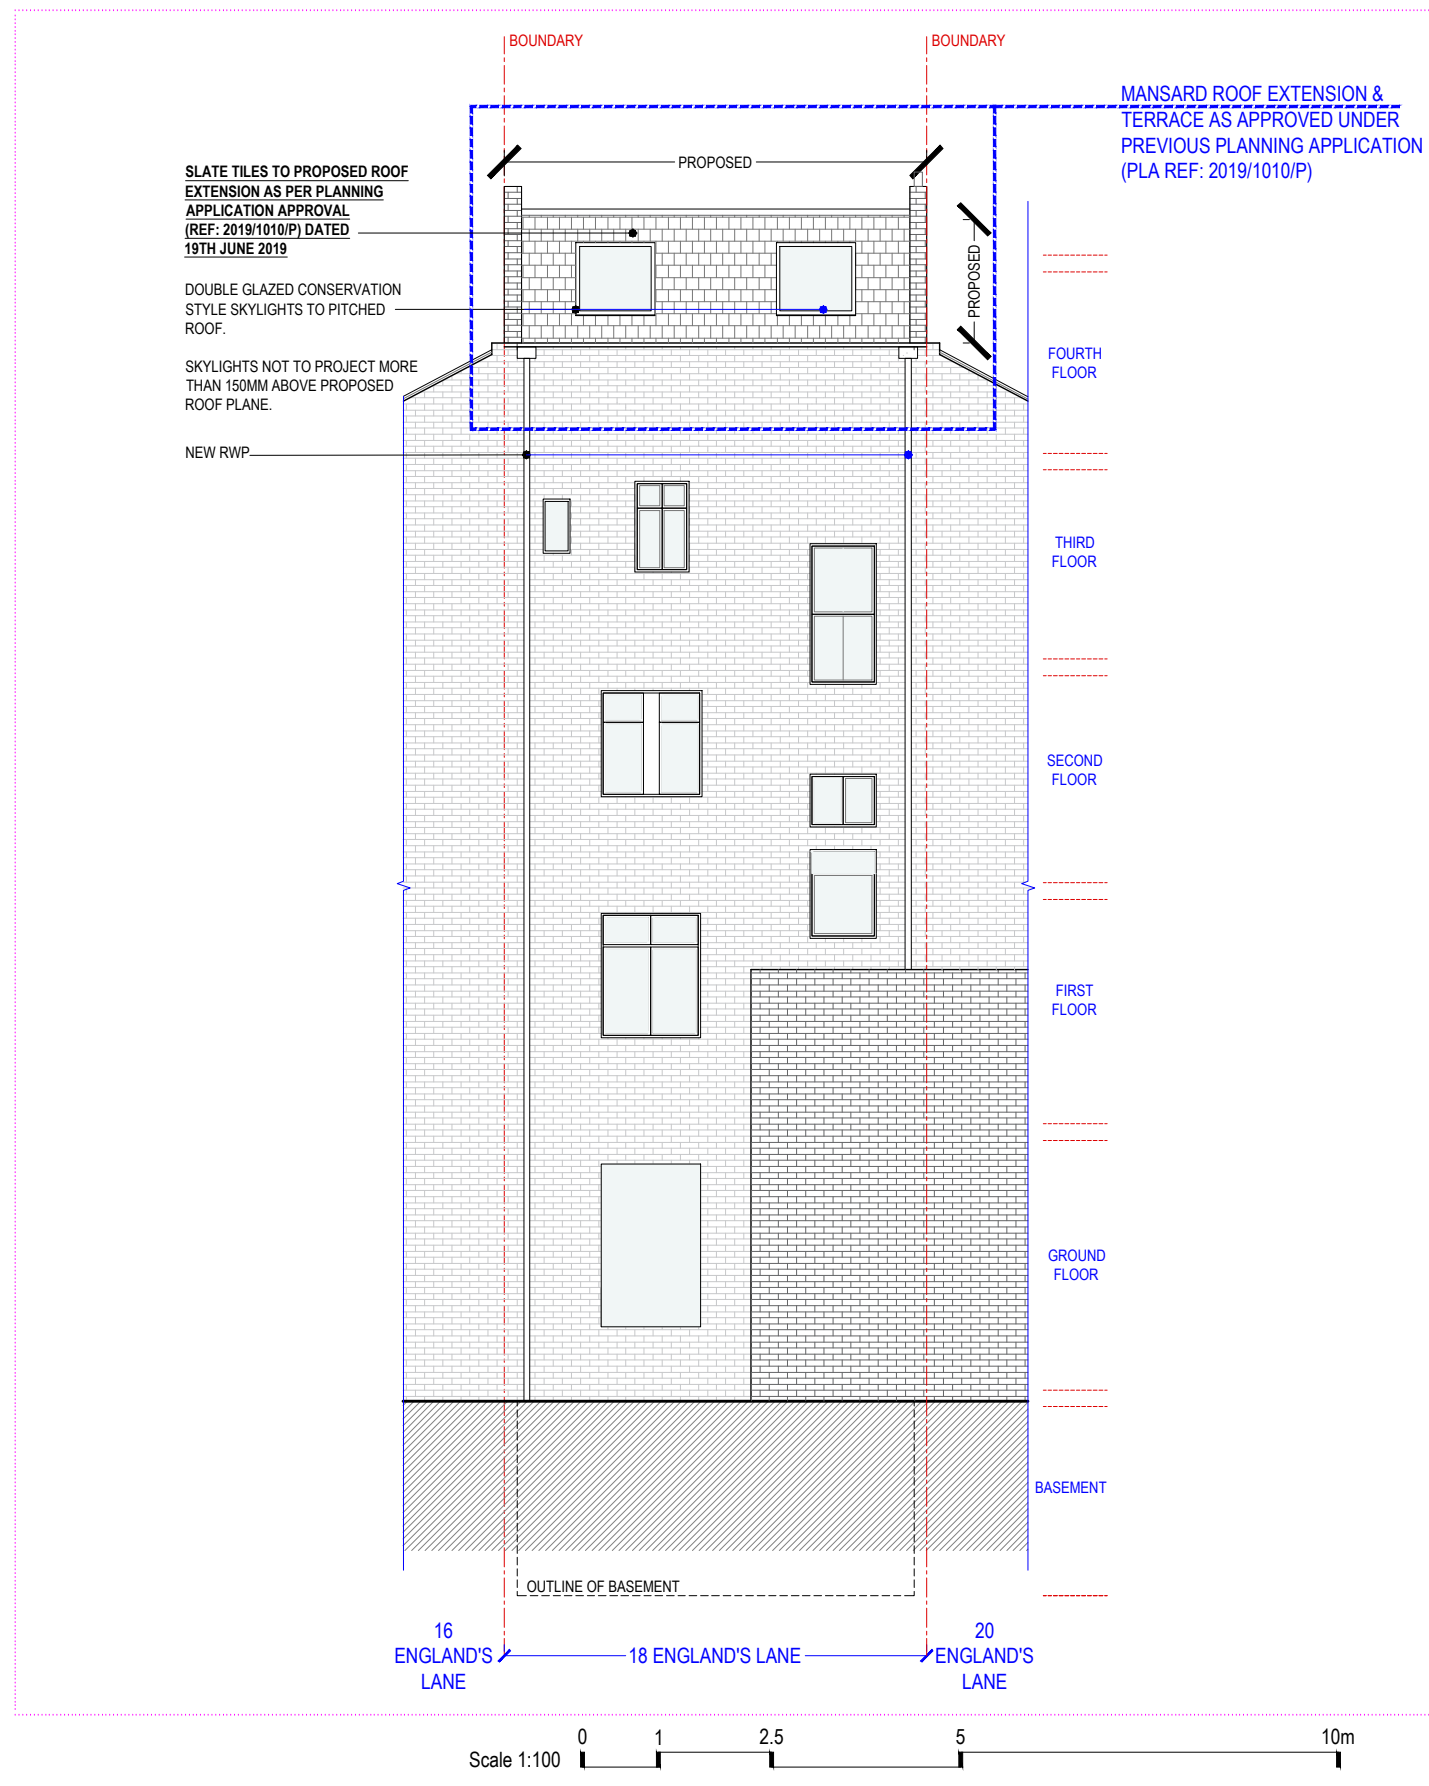 BOUNDARY
BOUNDARY
MANSARD ROOF EXTENSION &
TERRACE AS APPROVED UNDER
PREVIOUS PLANNING APPLICATION
(PLA REF: 2019/1010/P)
PROPOSED
SLATE TILES TO PROPOSED ROOF
EXTENSION AS PER PLANNING
APPLICATION APPROVAL
(REF: 2019/1010/P) DATED
19TH JUNE 2019
PROPOSED
DOUBLE GLAZED CONSERVATION
STYLE SKYLIGHTS TO PITCHED
ROOF.
SKYLIGHTS NOT TO PROJECT MORE
THAN 150MM ABOVE PROPOSED
ROOF PLANE.
FOURTH
FLOOR
NEW RWP
THIRD
FLOOR
SECOND
FLOOR
FIRST
FLOOR
GROUND
FLOOR
BASEMENT
OUTLINE OF BASEMENT
16
ENGLAND'S
LANE
18 ENGLAND'S LANE
20
ENGLAND'S
LANE
Scale 1:100
0 1 2.5 5 10m